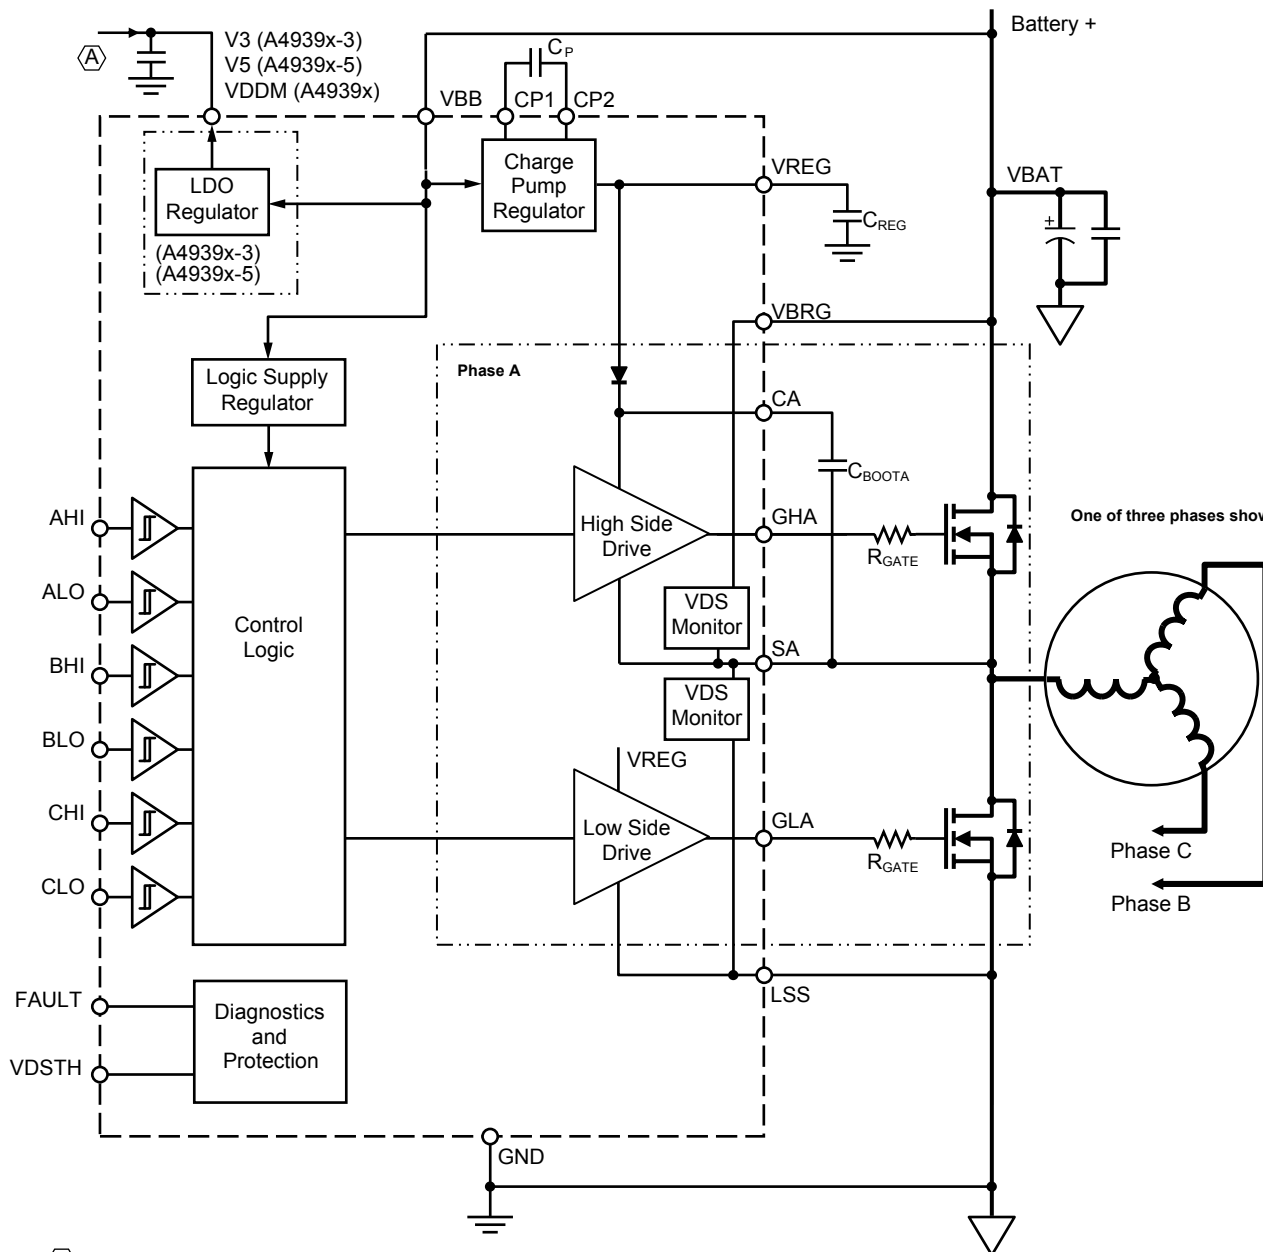 Battery +
V3 (A4939x-3)
V5 (A4939x-5)
VDDM (A4939x)
A
CP
VBB
CP1
CP2
LDO
Regulator
(A4939x-3)
(A4939x-5)
Charge
Pump
Regulator
VREG
CREG
VBAT
+
VBRG
Phase A
Logic Supply
Regulator
CA
CBOOTA
AHI
ALO
BHI
BLO
CHI
CLO
Control
Logic
High Side
Drive
GHA
RGATE
One of three phases show
VDS
Monitor
SA
VDS
Monitor
VREG
Low Side
Drive
GLA
RGATE
Phase C
Phase B
LSS
FAULT
VDSTH
Diagnostics
and
Protection
GND